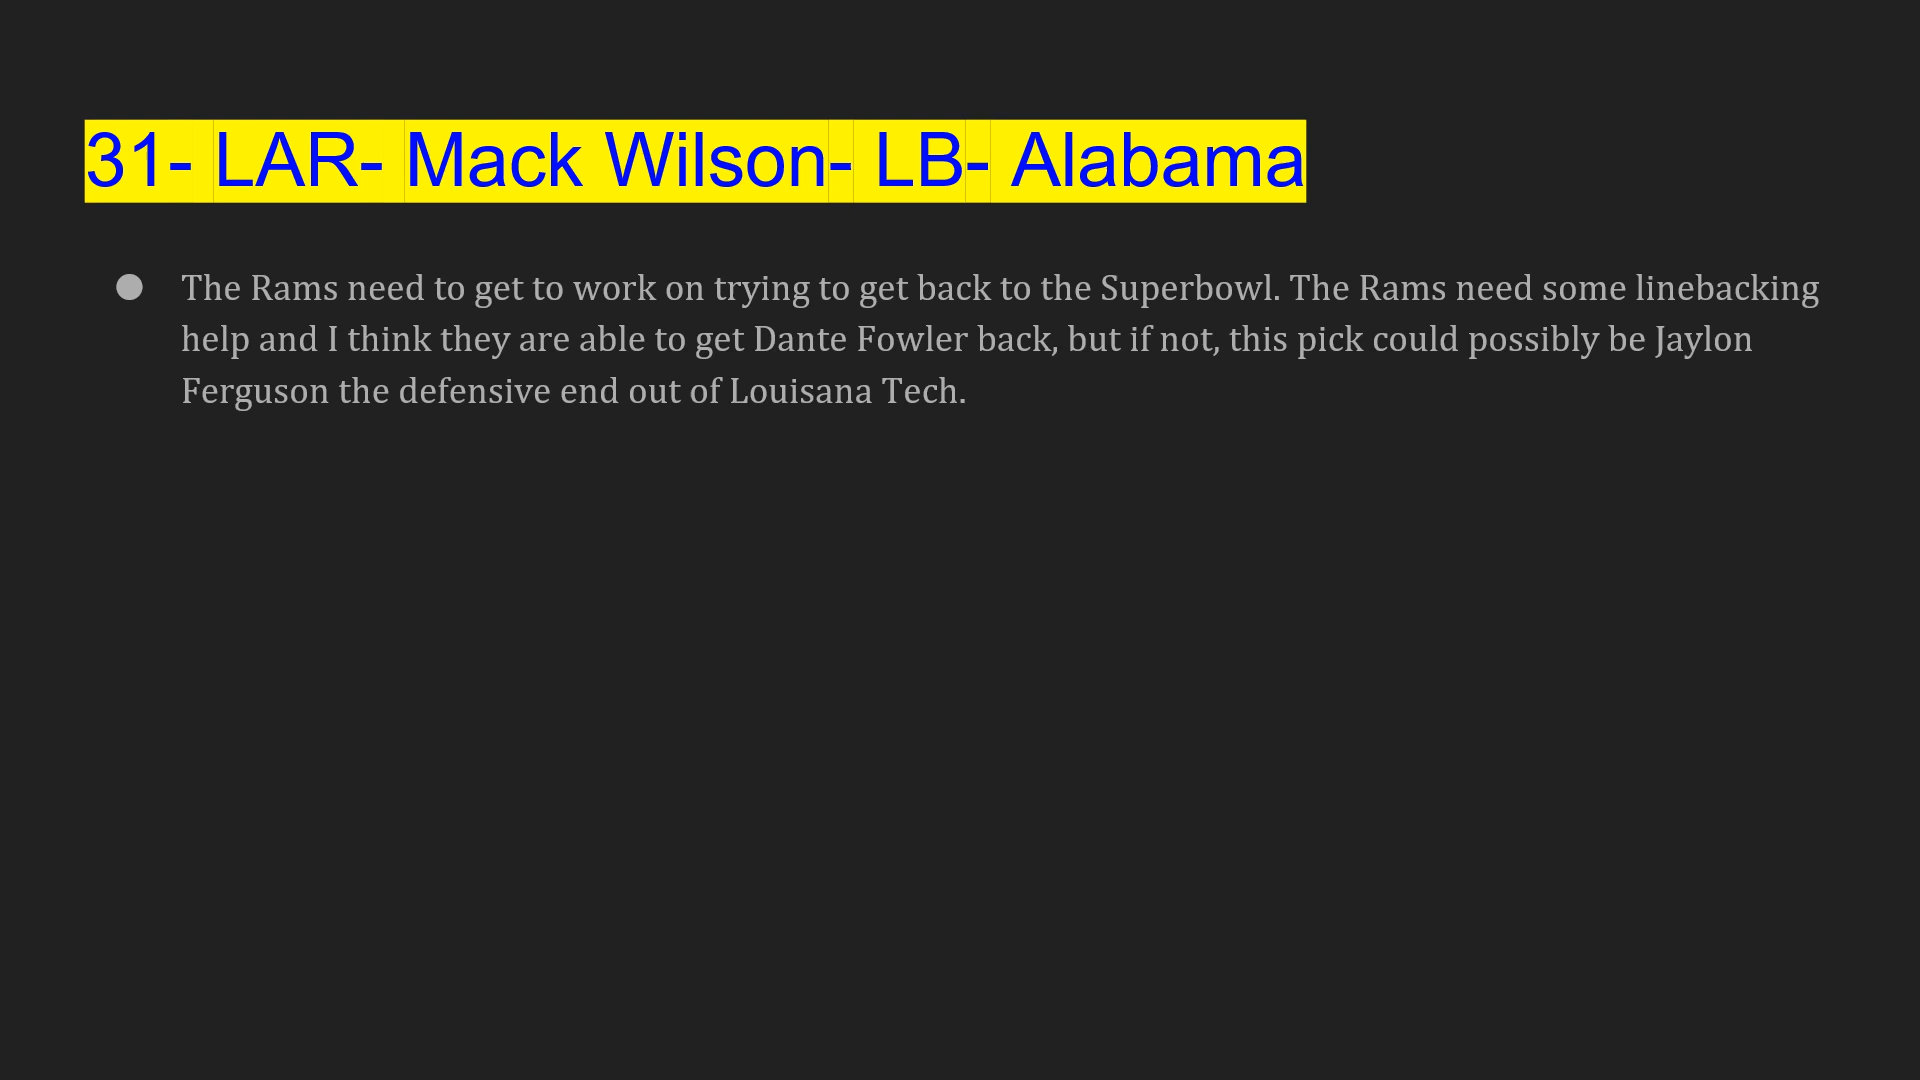 31- LAR- Mack Wilson- LB- Alabama
● The Rams need to get to work on trying to get back to the Superbowl. The Rams need some linebacking
help and I think they are able to get Dante Fowler back, but if not, this pick could possibly be Jaylon
Ferguson the defensive end out of Louisana Tech.